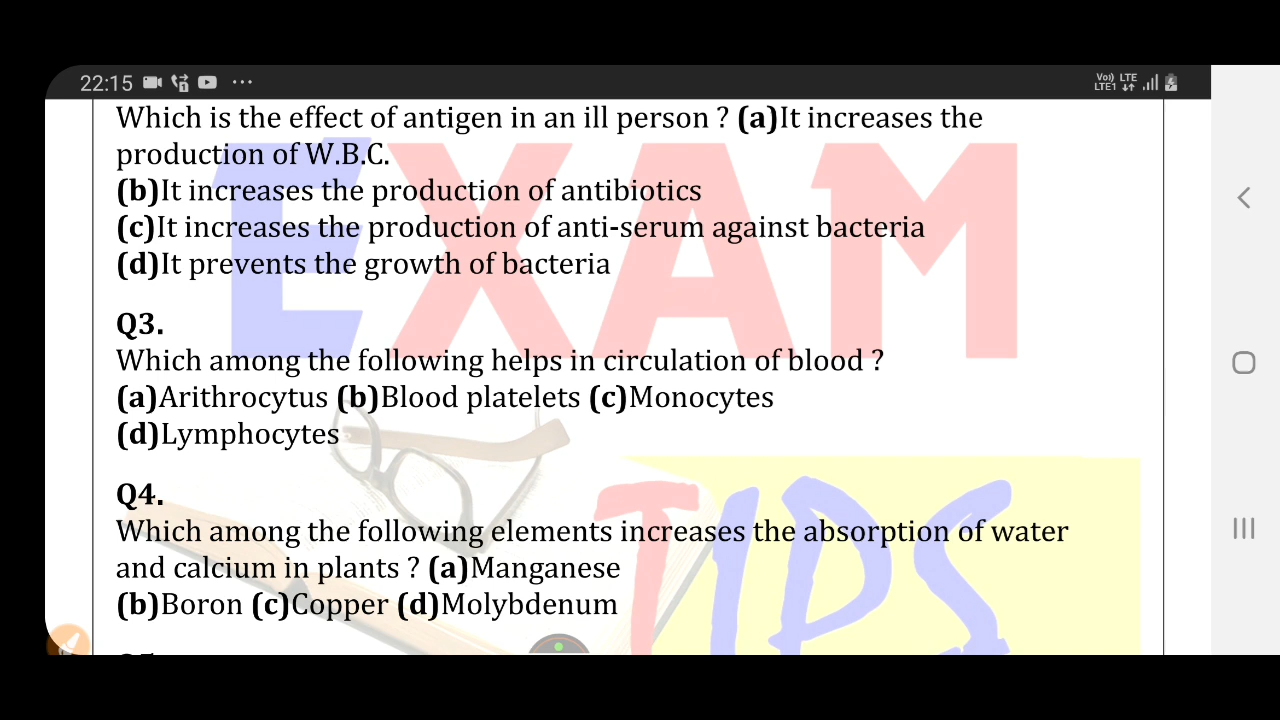 22:15
Vo)) LTE
LTE1
Which is the effect of antigen in an ill person ? (a)It increases the
production of W.B.C.
(b)It increases the production of antibiotics
(c)It increases the production of anti-serum against bacteria
(d)It prevents the growth of bacteria
EXAM
Q3.
Which among the following helps in circulation of blood ?
(a)Arithrocytus (b)Blood platelets (c)Monocytes
(d)Lymphocytes
Q4.
Which among the following elements increases the absorption of water
and calcium in plants ? (a)Manganese
(b)Boron (c)Copper (d)Molybdenum
TIPS